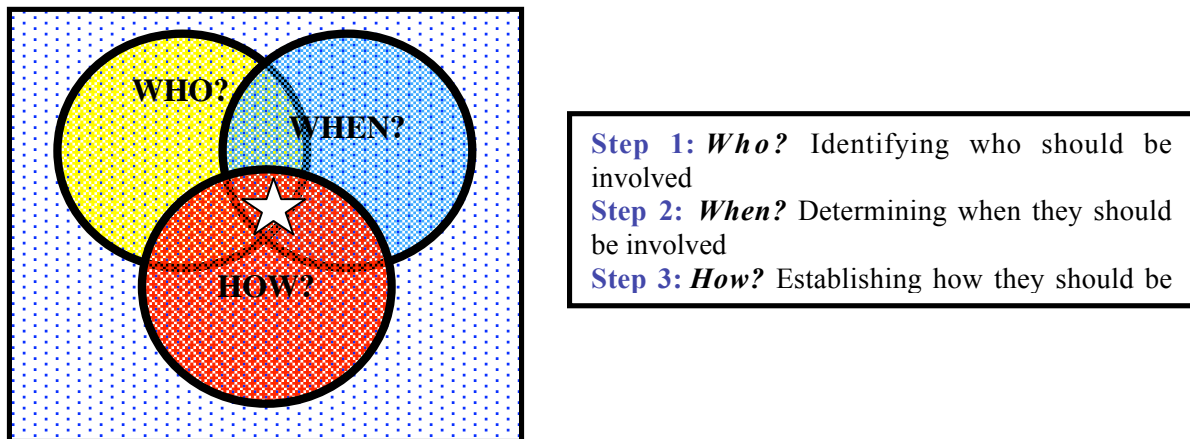 WHO?
WHEN?
HOW?
Step 1: Who? Identifying who should be
involved
Step 2: When? Determining when they should
be involved
Step 3: How? Establishing how they should be